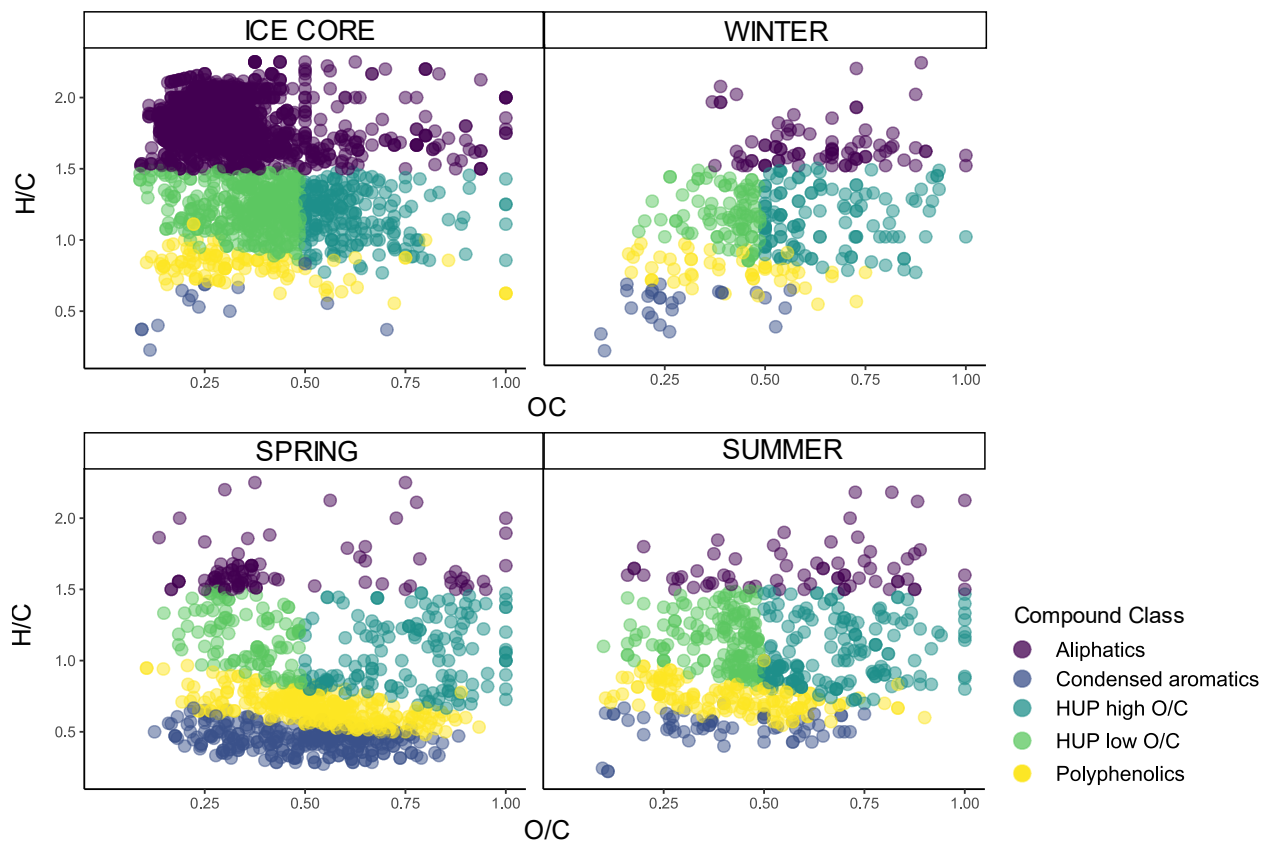 ICE CORE
WINTER
H/C
2.0
1.5
1.0
0.5
0.25
0.50
0.75
1.00
0.25
0.50
0.75
1.00
OC
SPRING
SUMMER
H/C
2.0
1.5
1.0
0.5
0.25
0.50
0.75
1.00
0.25
0.50
0.75
1.00
O/C
Compound Class
Aliphatics
Condensed aromatics
HUP high O/C
HUP low O/C
Polyphenolics